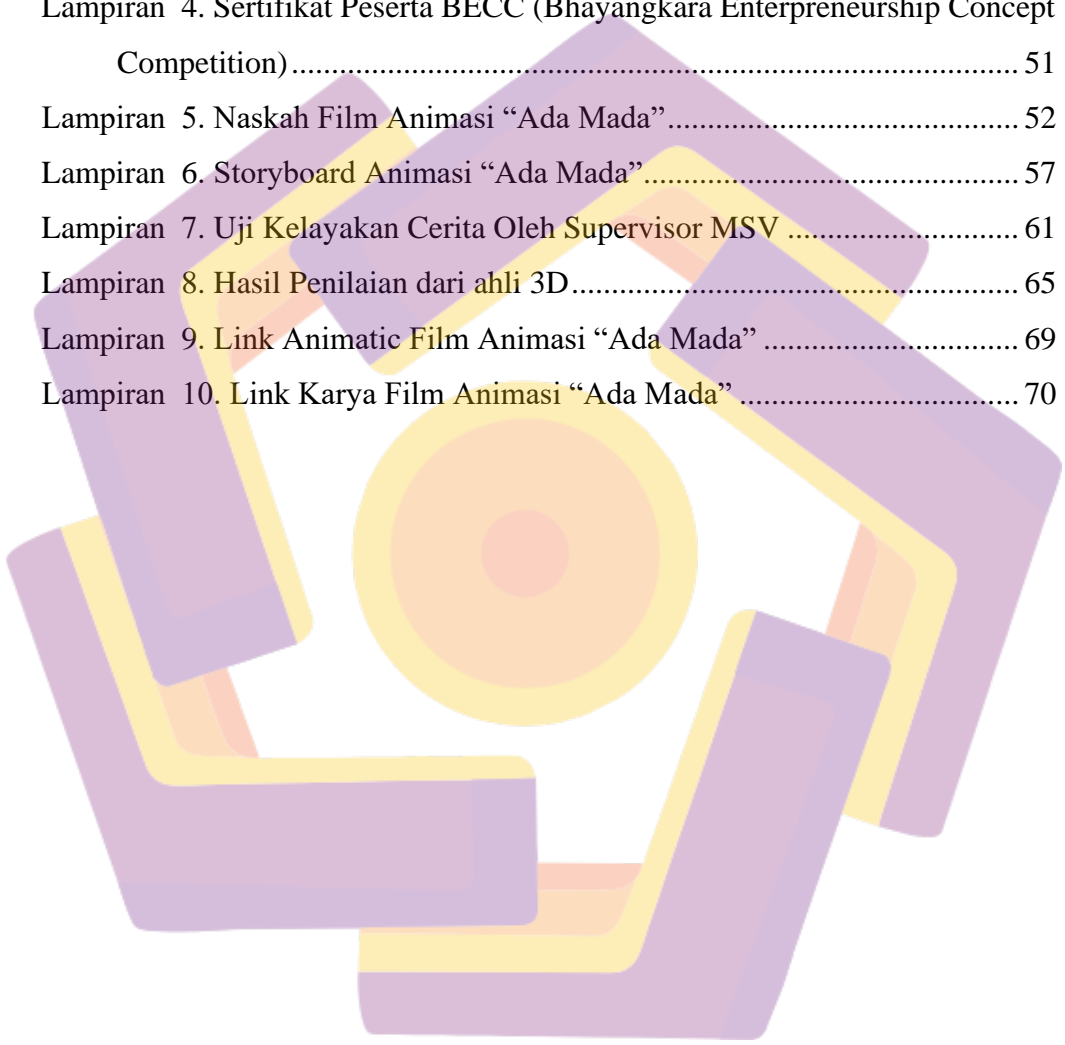 Lampiran 4. Sertifikat Peserta BECC (Bhayangkara Enterpreneurship Concept
Competition)........................................................................................... 51
Lampiran 5. Naskah Film Animasi “Ada Mada”............................................ 52
Lampiran 6. Storyboard Animasi “Ada Mada”............................................... 57
Lampiran 7. Uji Kelayakan Cerita Oleh Supervisor MSV ............................. 61
Lampiran 8. Hasil Penilaian dari ahli 3D........................................................ 65
Lampiran 9. Link Animatic Film Animasi “Ada Mada” ................................ 69
Lampiran 10. Link Karya Film Animasi “Ada Mada” ................................... 70